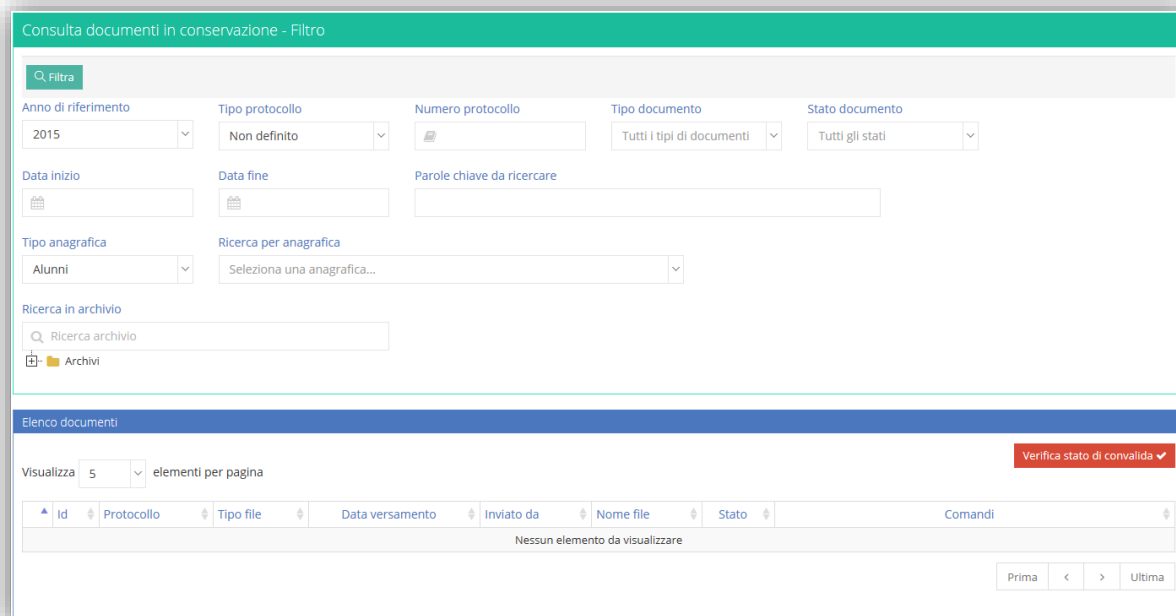 Consulta documenti in conservazione - Filtro
Filtra
Anno di riferimento Tipo protocollo Numero protocollo Tipo documento Stato documento
2015 Non definito Tutti i tipi di documenti Tutti gli stati
Data inizio Data fine Parole chiave da ricercare
Tipo anagrafica Ricerca per anagrafica
Alunni Seleziona una anagrafica...
Ricerca in archivio
Ricerca archivio
Archivi
Elenco documenti
Verifica stato di convalida
Visualizza 5 elementi per pagina
Id Protocollo Tipo file Data versamento Inviato da Nome file Stato Comandi
Nessun elemento da visualizzare
Prima < > Ultima